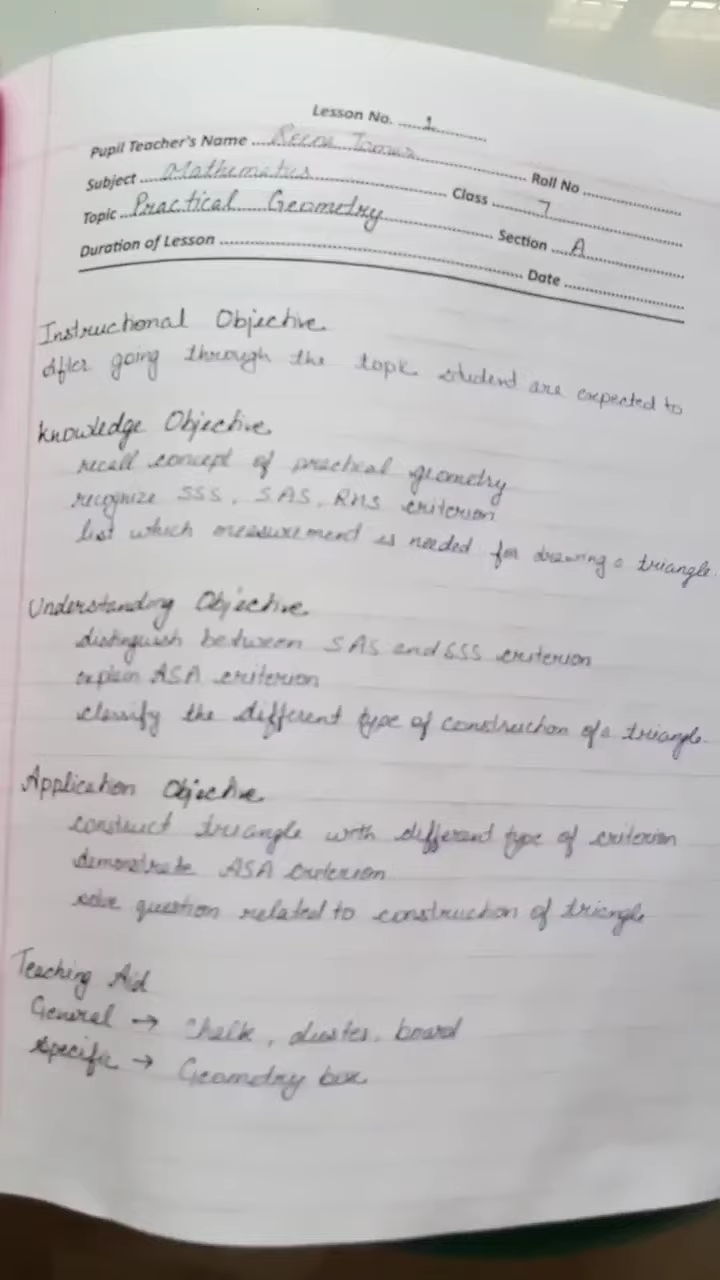 Lesson No. ........1............
Pupil Teacher's Name ....Reena Tomar.... Roll No ....................
Subject ....Mathematics.... Class ........7............
Topic ..Practical Geometry.... Section ....A............
Duration of Lesson .................... Date ....................
Instructional Objective
After going through the topic student are expected to
Knowledge Objective
recall concept of practical geometry
recognize SSS, SAS, RHS criterion
list which measurement is needed for drawing a triangle.
Understanding Objective
distinguish between SAS and SSS criterion
explain ASA criterion
classify the different type of construction of a triangle.
Application Objective
construct triangle with different type of criterion
demonstrate ASA criterion
solve question related to construction of triangle
Teaching Aid
General → Chalk, duster, board
Specific → Geometry box